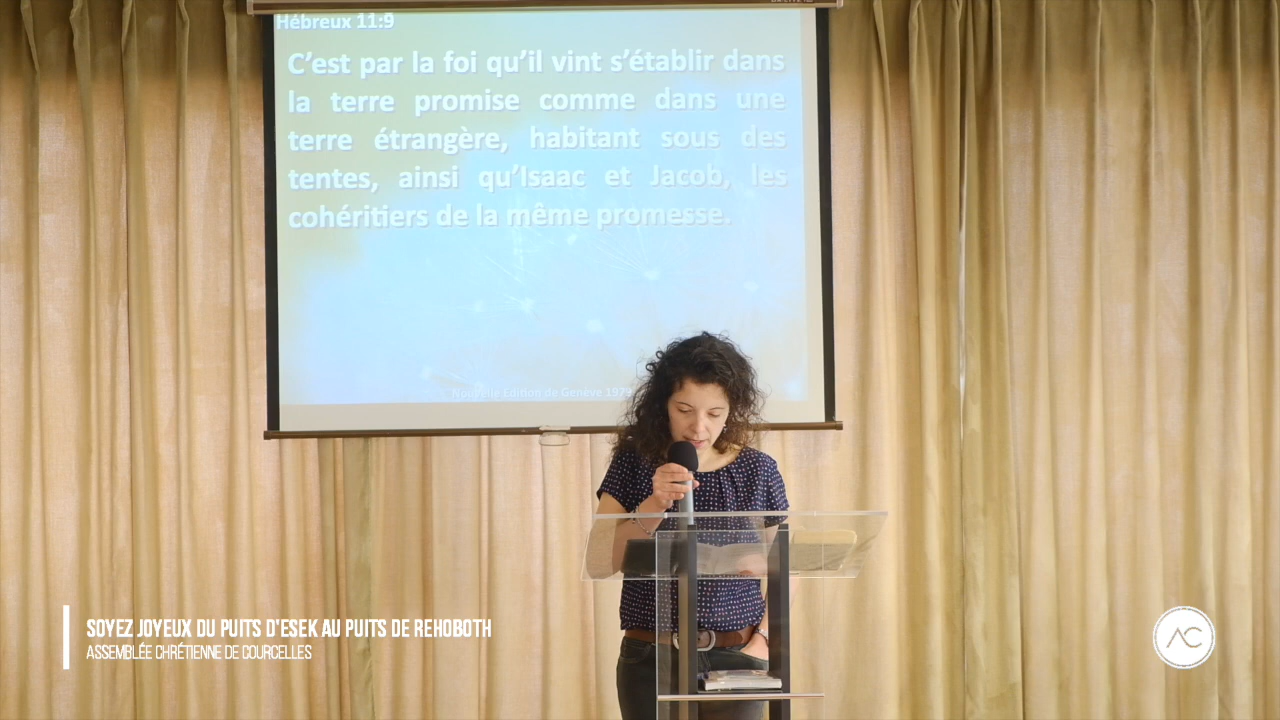 Hébreux 11:9
C’est par la foi qu’il vint s’établir dans
la terre promise comme dans une
terre étrangère, habitant sous des
tentes, ainsi qu’Isaac et Jacob, les
cohéritiers de la même promesse.
Nouvelle Edition de Genève 1979
SOYEZ JOYEUX DU PUITS D'ESEK AU PUITS DE REHOBOTH
ASSEMBLÉE CHRÉTIENNE DE COURCELLES
AC